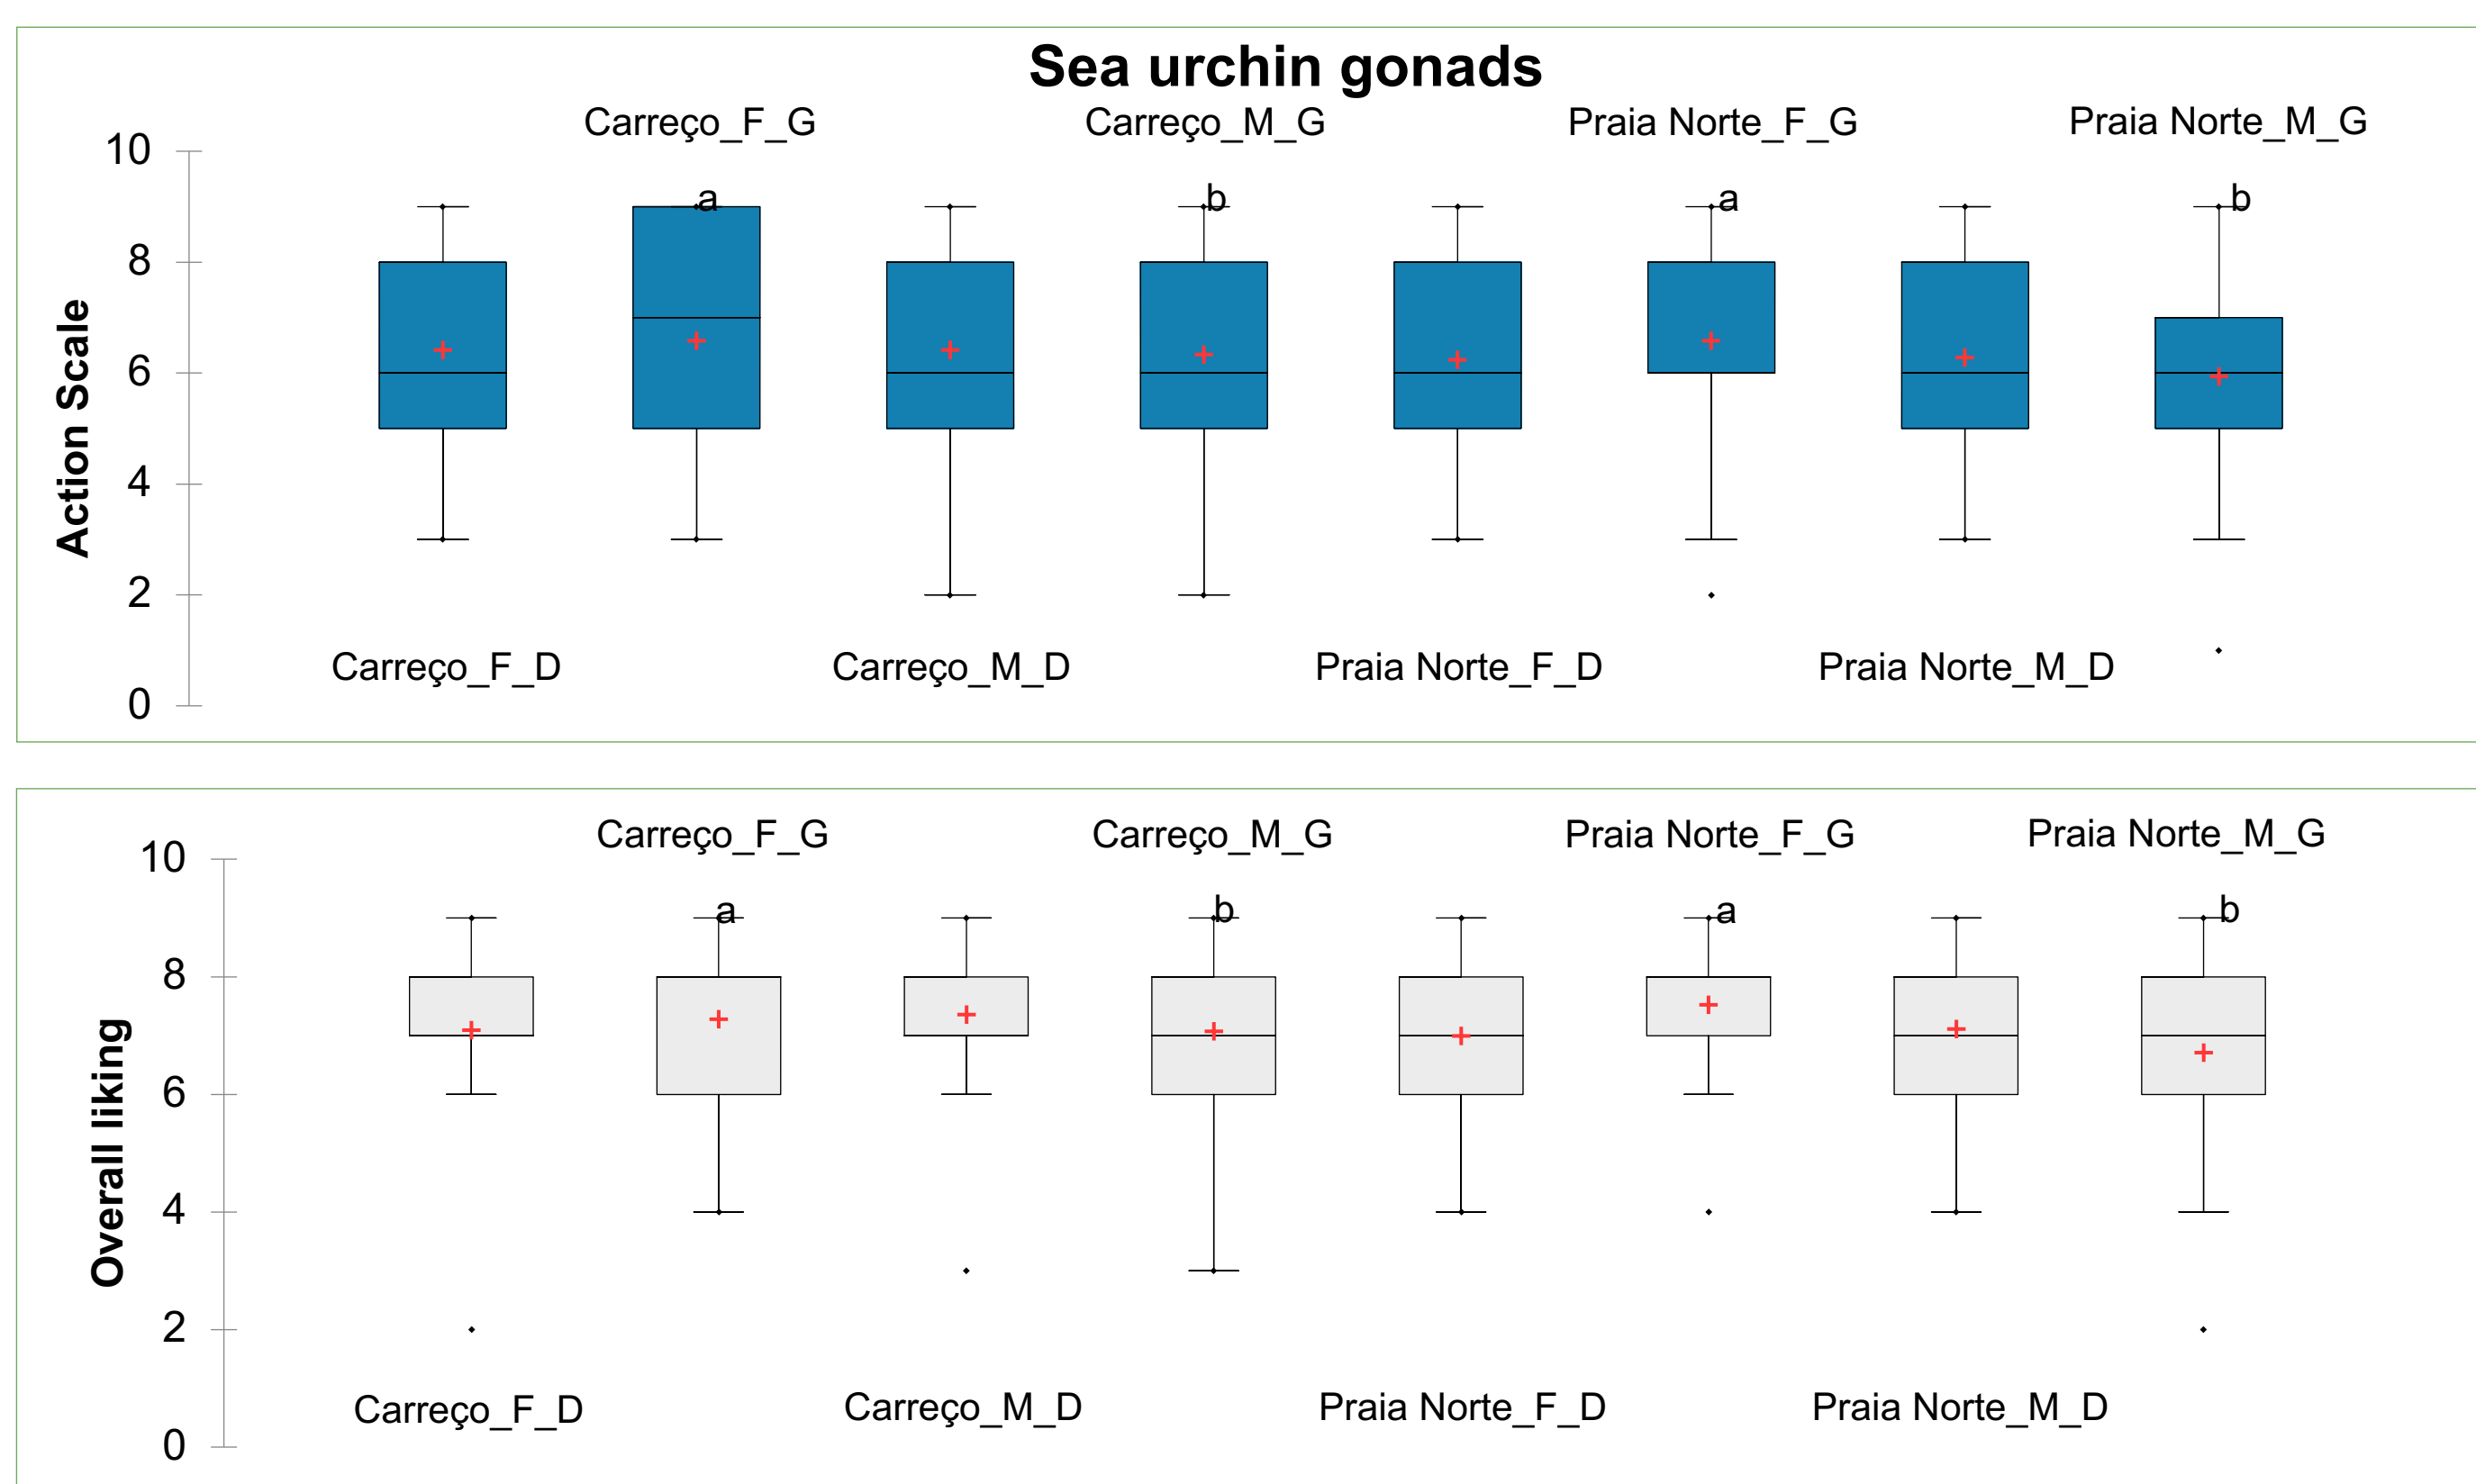 Sea urchin gonads
Carreço_F_G Carreço_M_G Praia Norte_F_G Praia Norte_M_G
10
a b a b
8
6
Action Scale
4
2
Carreço_F_D Carreço_M_D Praia Norte_F_D Praia Norte_M_D
0
Carreço_F_G Carreço_M_G Praia Norte_F_G Praia Norte_M_G
10
a b a b
8
6
Overall liking
4
2
Carreço_F_D Carreço_M_D Praia Norte_F_D Praia Norte_M_D
0